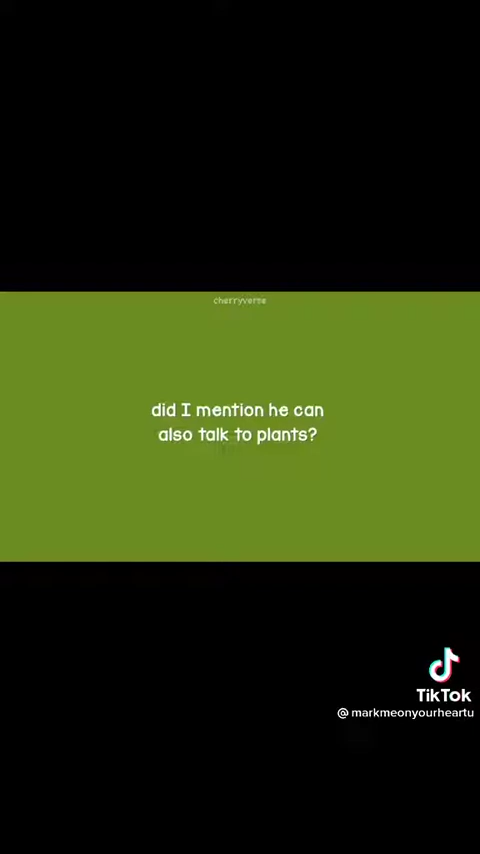 cherryverse
did I mention he can
also talk to plants?
TikTok
@markmeonyourheartu